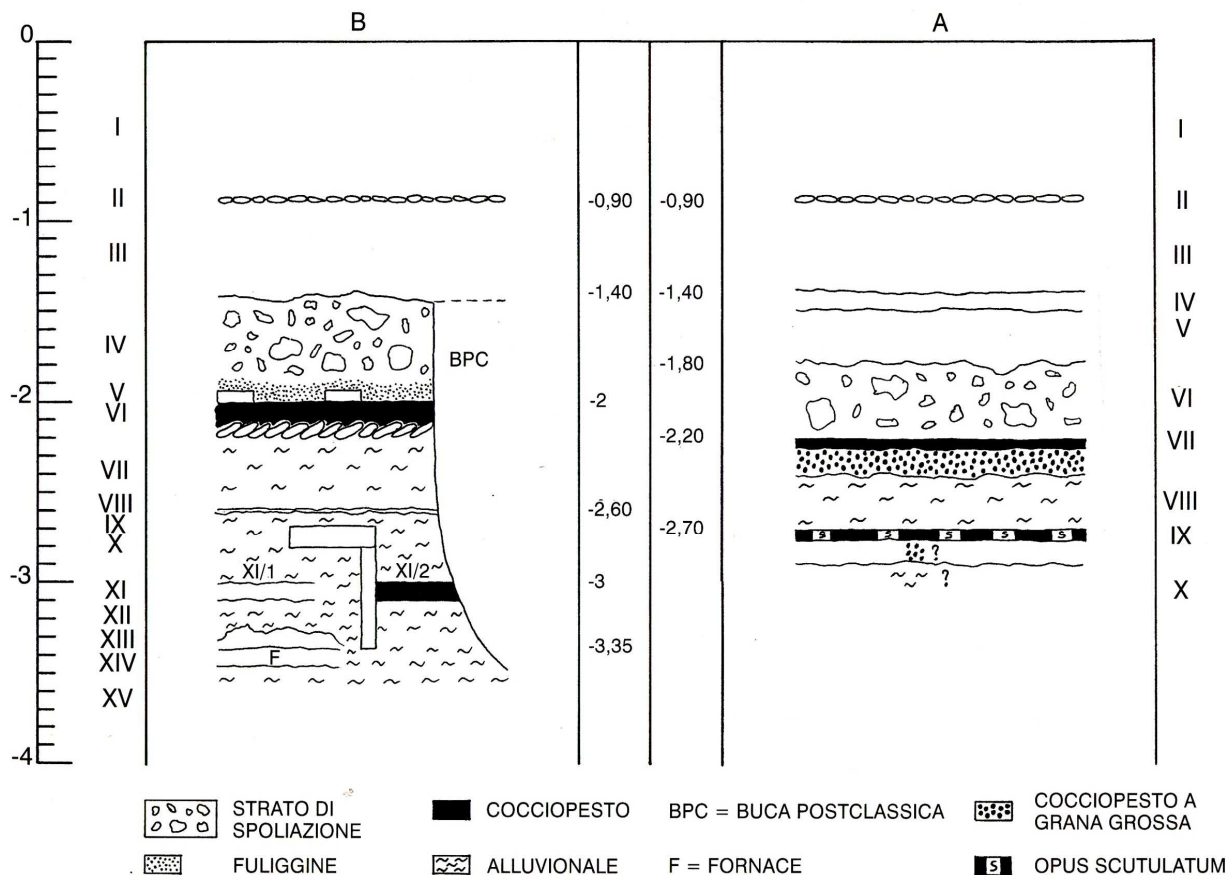 B
A
0
-1
-2
-3
-4
I
II
III
IV
V
VI
VII
VIII
IX
X
XI
XII
XIII
XIV
XV
BPC
XI/1
XI/2
F
-0,90
-1,40
-2
-2,60
-3
-3,35
-0,90
-1,40
-1,80
-2,20
-2,70
S S S S S
?
?
I
II
III
IV
V
VI
VII
VIII
IX
X
STRATO DI
SPOLIAZIONE
COCCIOPESTO
BPC = BUCA POSTCLASSICA
COCCIOPESTO A
GRANA GROSSA
FULIGGINE
ALLUVIONALE
F = FORNACE
S
OPUS SCUTULATUM